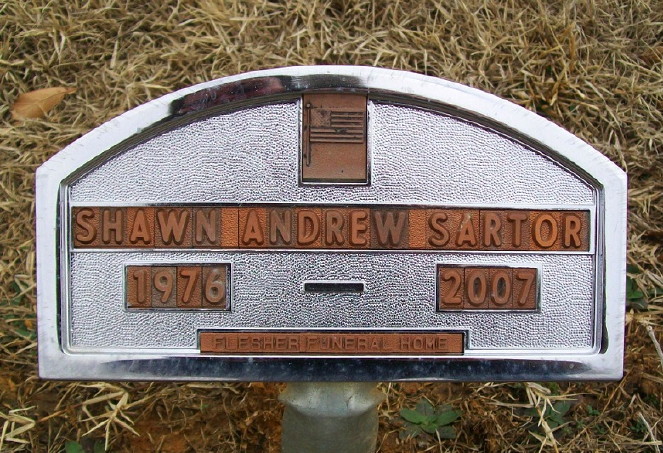 SHAWN ANDREW SARTOR
1976 — 2007
FLESHER FUNERAL HOME